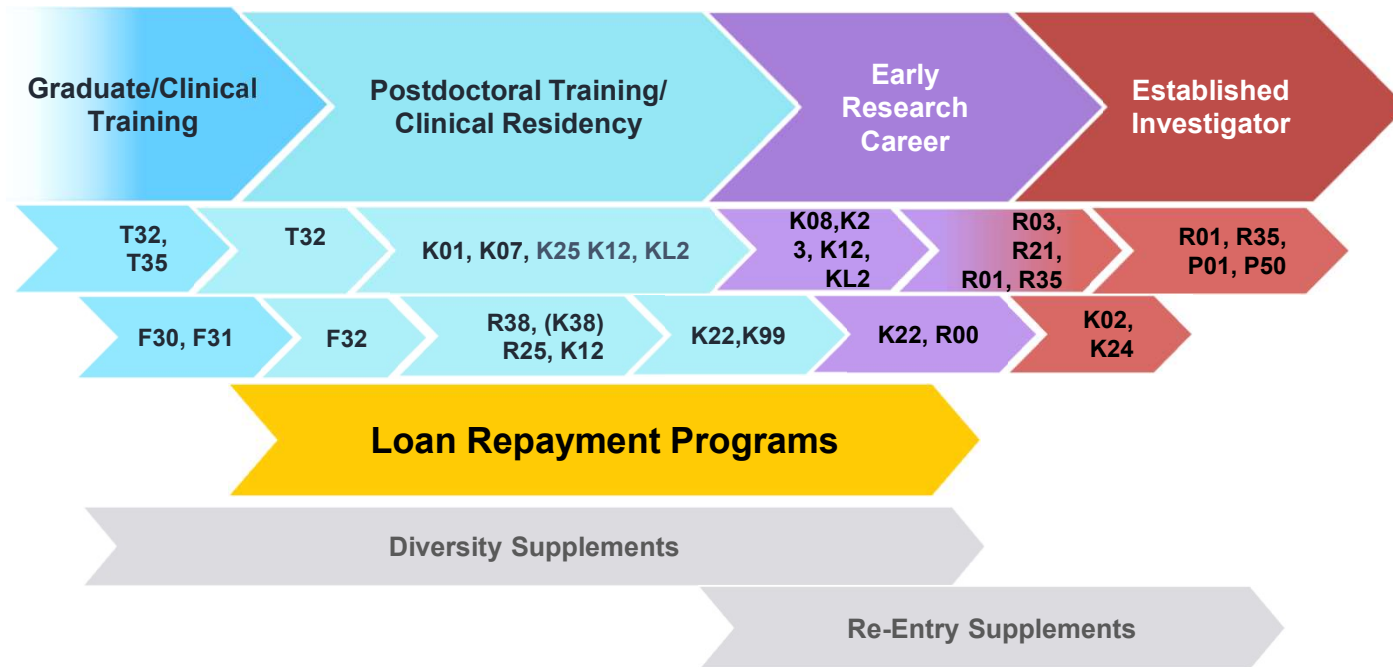 Graduate/Clinical
Training
Postdoctoral Training/
Clinical Residency
Early
Research
Career
Established
Investigator
T32,
T35
T32
K01, K07, K25 K12, KL2
K08,K2
3, K12,
KL2
R03,
R21,
R01, R35
R01, R35,
P01, P50
F30, F31
F32
R38, (K38)
R25, K12
K22,K99
K22, R00
K02,
K24
Loan Repayment Programs
Diversity Supplements
Re-Entry Supplements